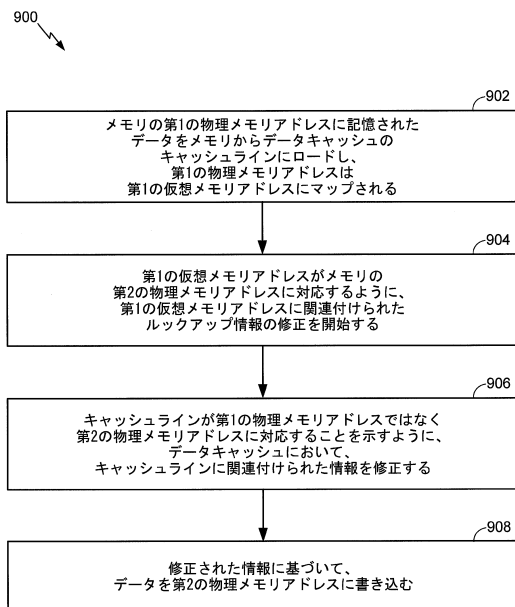 900
902
メモリの第1の物理メモリアドレスに記憶された
データをメモリからデータキャッシュの
キャッシュラインにロードし、
第1の物理メモリアドレスは
第1の仮想メモリアドレスにマップされる
904
第1の仮想メモリアドレスがメモリの
第2の物理メモリアドレスに対応するように、
第1の仮想メモリアドレスに関連付けられた
ルックアップ情報の修正を開始する
906
キャッシュラインが第1の物理メモリアドレスではなく
第2の物理メモリアドレスに対応することを示すように、
データキャッシュにおいて、
キャッシュラインに関連付けられた情報を修正する
908
修正された情報に基づいて、
データを第2の物理メモリアドレスに書き込む